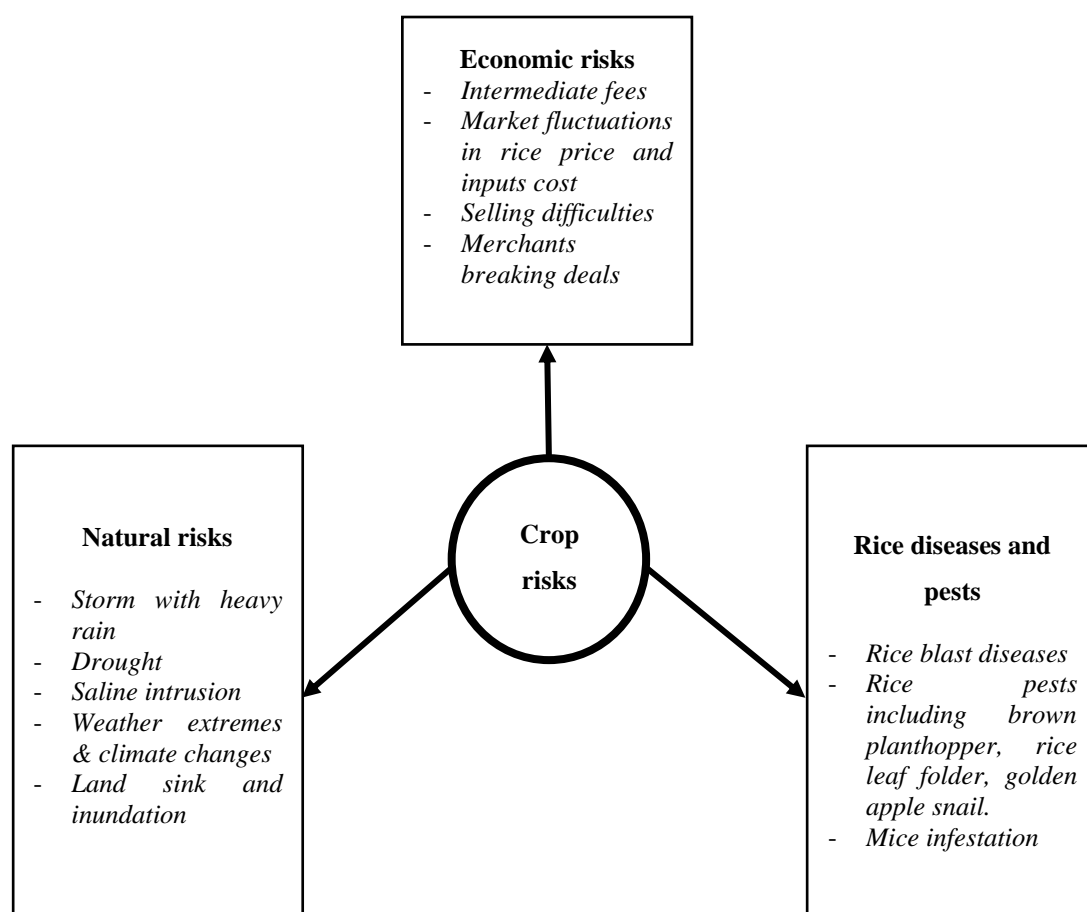 Economic risks
- Intermediate fees
- Market fluctuations
in rice price and
inputs cost
- Selling difficulties
- Merchants
breaking deals
Crop
risks
Natural risks
- Storm with heavy
rain
- Drought
- Saline intrusion
- Weather extremes
& climate changes
- Land sink and
inundation
Rice diseases and
pests
- Rice blast diseases
- Rice pests
including brown
planthopper, rice
leaf folder, golden
apple snail.
- Mice infestation